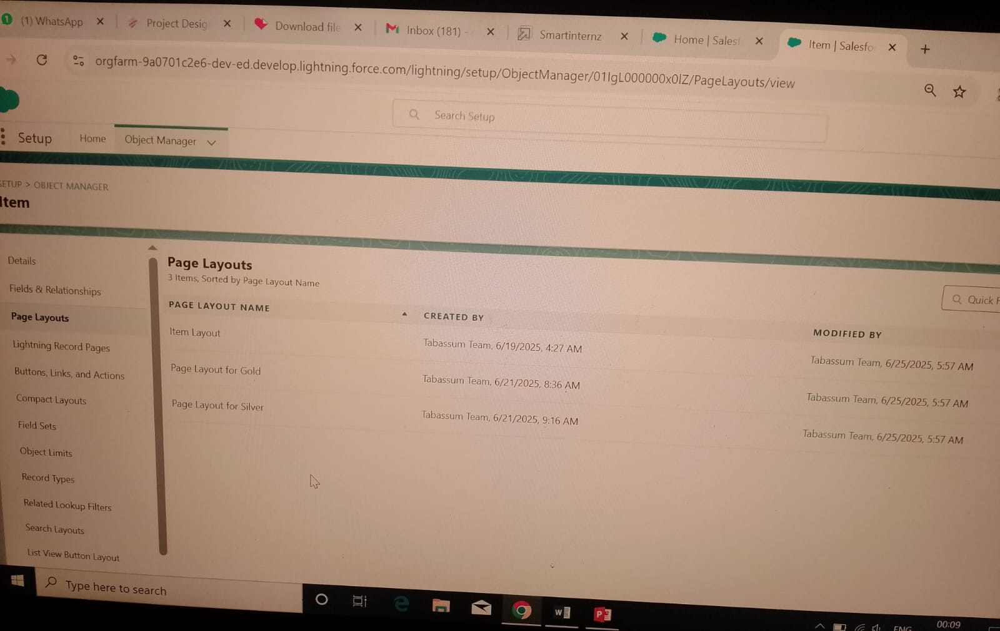 1 (1) WhatsApp
Project Desig
Download file
Inbox (181) -
Smartinternz
Home | Salesf
Item | Salesfo
orgfarm-9a0701c2e6-dev-ed.develop.lightning.force.com/lightning/setup/ObjectManager/01IgL000000x0lZ/PageLayouts/view
Search Setup
Setup Home Object Manager
SETUP > OBJECT MANAGER
Item
Details
Fields & Relationships
Page Layouts
Lightning Record Pages
Buttons, Links, and Actions
Compact Layouts
Field Sets
Object Limits
Record Types
Related Lookup Filters
Search Layouts
List View Button Layout
Page Layouts
3 Items, Sorted by Page Layout Name
Quick F
PAGE LAYOUT NAME CREATED BY MODIFIED BY
Item Layout Tabassum Team, 6/19/2025, 4:27 AM Tabassum Team, 6/25/2025, 5:57 AM
Page Layout for Gold Tabassum Team, 6/21/2025, 8:36 AM Tabassum Team, 6/25/2025, 5:57 AM
Page Layout for Silver Tabassum Team, 6/21/2025, 9:16 AM Tabassum Team, 6/25/2025, 5:57 AM
Type here to search
ENG
00:09